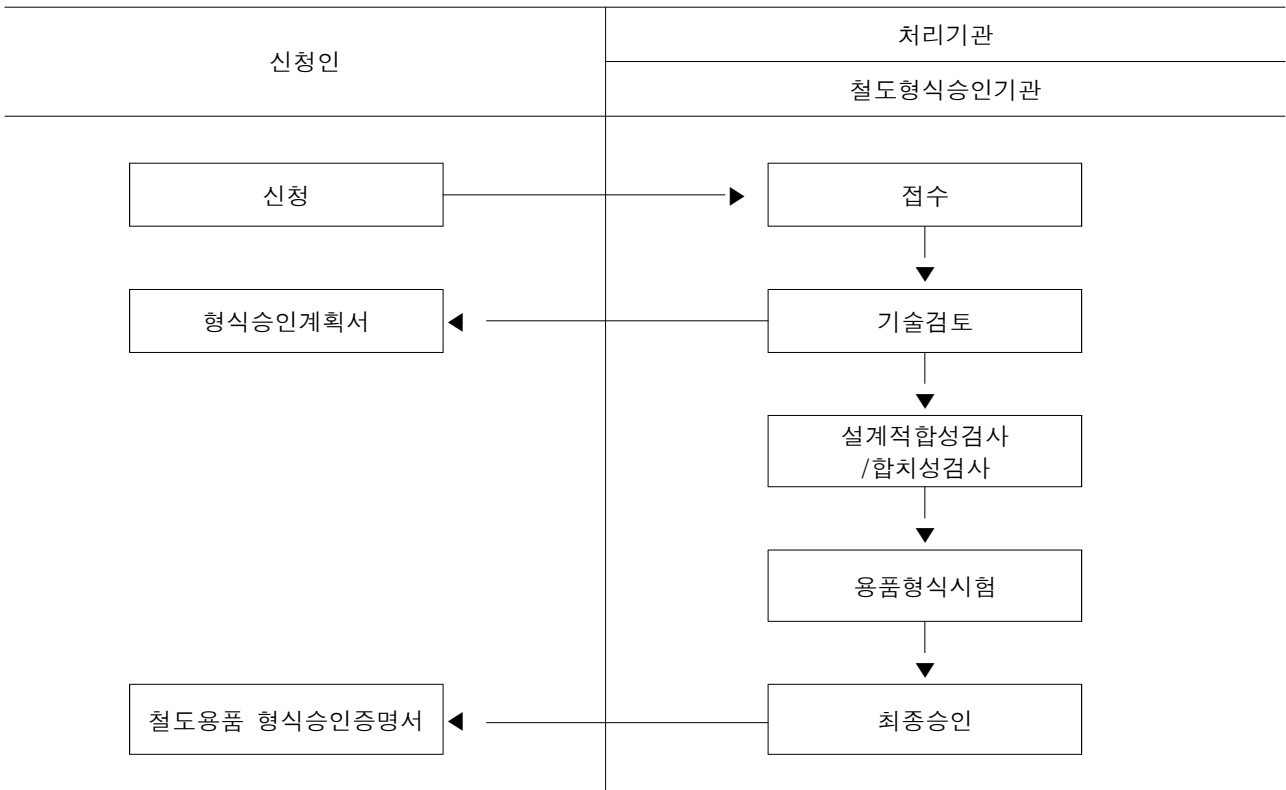 신청인
처리기관
철도형식승인기관
신청
접수
형식승인계획서
기술검토
설계적합성검사
/합치성검사
용품형식시험
철도용품 형식승인증명서
최종승인